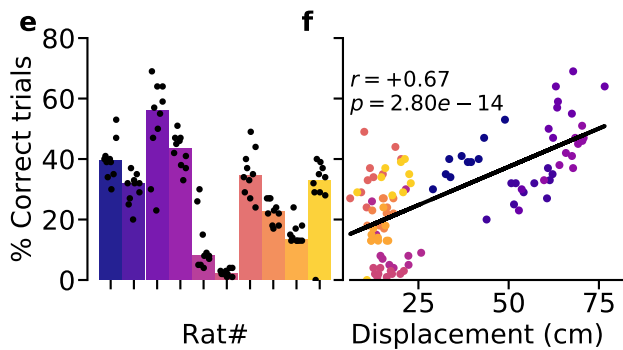 e
f
80
60
40
20
0
% Correct trials
Rat#
r = +0.67
p = 2.80e − 14
25
50
75
Displacement (cm)